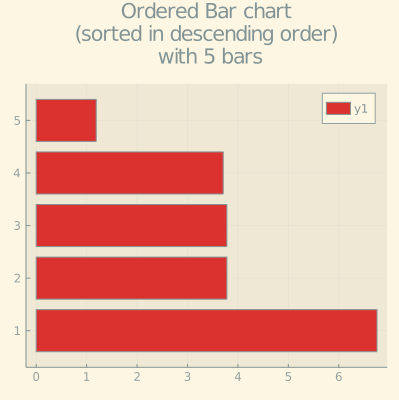 Ordered Bar chart
(sorted in descending order)
with 5 bars
y1
5
4
3
2
1
0 1 2 3 4 5 6